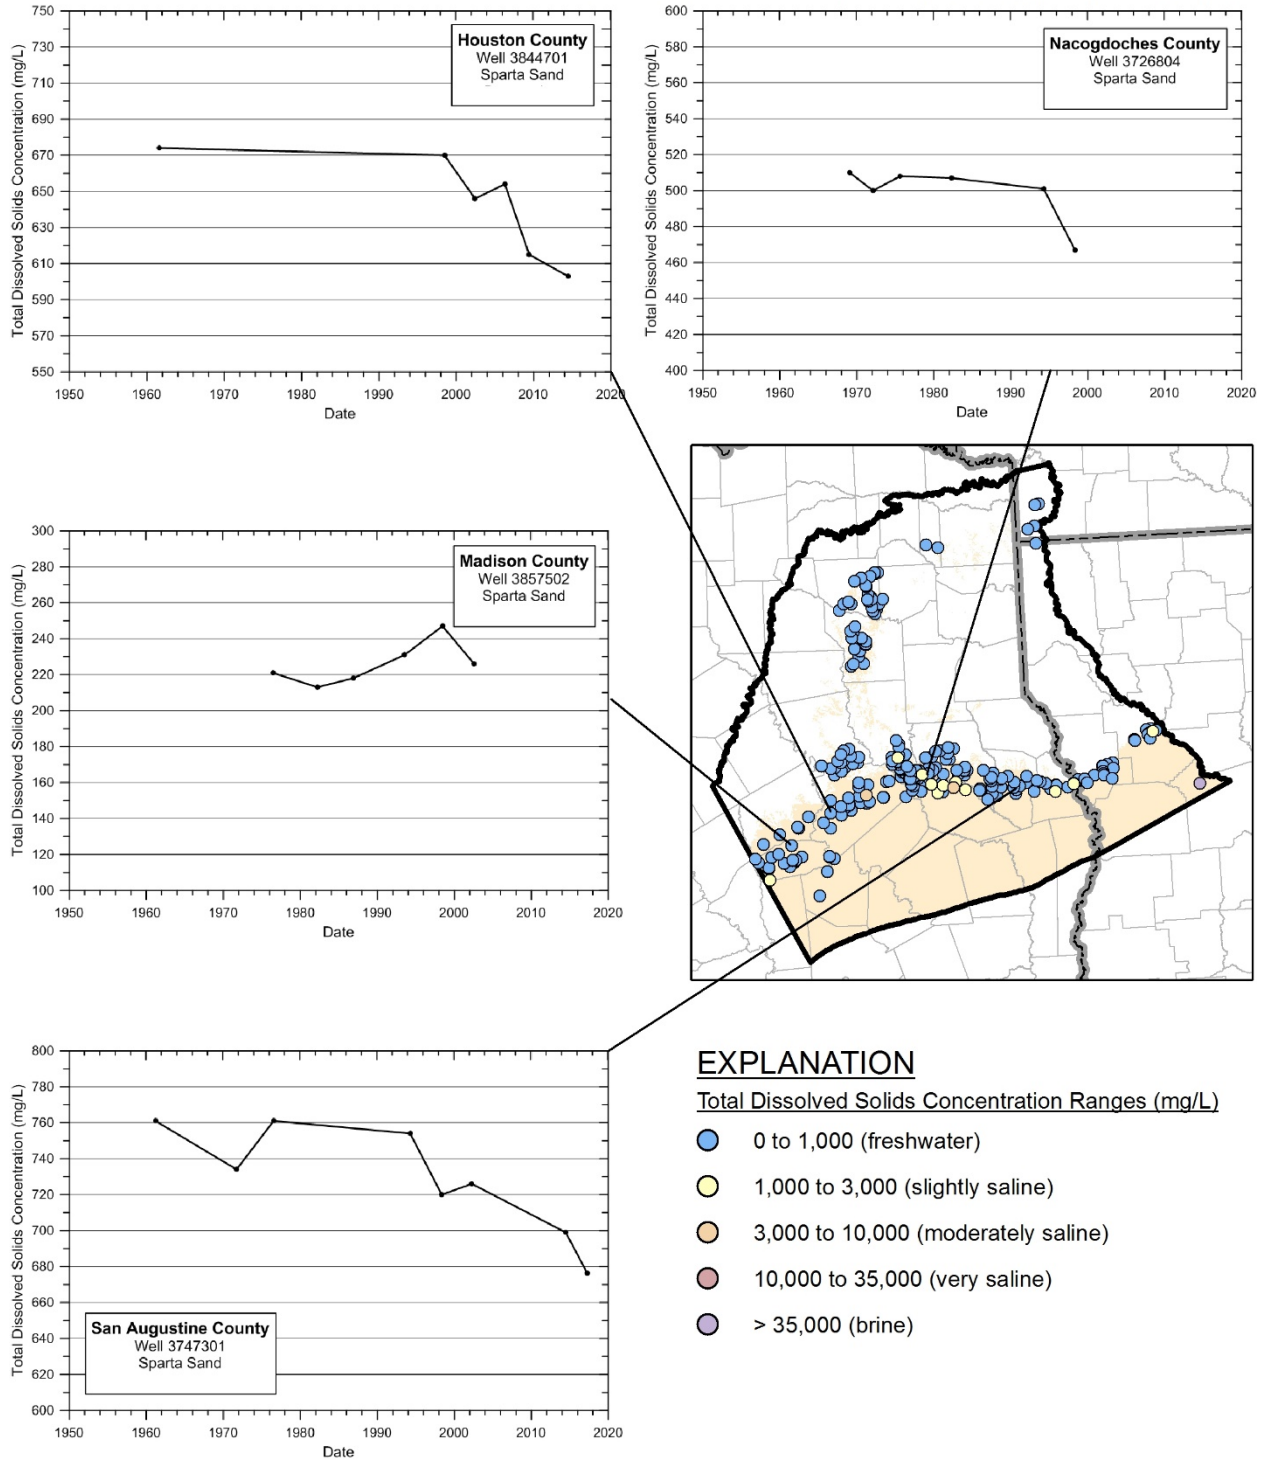 750
730
710
690
670
650
630
610
590
570
550
Total Dissolved Solids Concentration (mg/L)
Houston County
Well 3844701
Sparta Sand
1950 1960 1970 1980 1990 2000 2010 2020
Date
600
580
560
540
520
500
480
460
440
420
400
Total Dissolved Solids Concentration (mg/L)
Nacogdoches County
Well 3726804
Sparta Sand
1950 1960 1970 1980 1990 2000 2010 2020
Date
300
280
260
240
220
200
180
160
140
120
100
Total Dissolved Solids Concentration (mg/L)
Madison County
Well 3857502
Sparta Sand
1950 1960 1970 1980 1990 2000 2010 2020
Date
800
780
760
740
720
700
680
660
640
620
600
Total Dissolved Solids Concentration (mg/L)
San Augustine County
Well 3747301
Sparta Sand
1950 1960 1970 1980 1990 2000 2010 2020
Date
EXPLANATION
Total Dissolved Solids Concentration Ranges (mg/L)
0 to 1,000 (freshwater)
1,000 to 3,000 (slightly saline)
3,000 to 10,000 (moderately saline)
10,000 to 35,000 (very saline)
> 35,000 (brine)